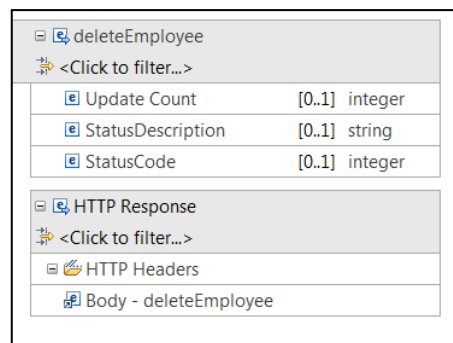 deleteEmployee
<Click to filter...>
Update Count [0..1] integer
StatusDescription [0..1] string
StatusCode [0..1] integer
HTTP Response
<Click to filter...>
HTTP Headers
Body - deleteEmployee